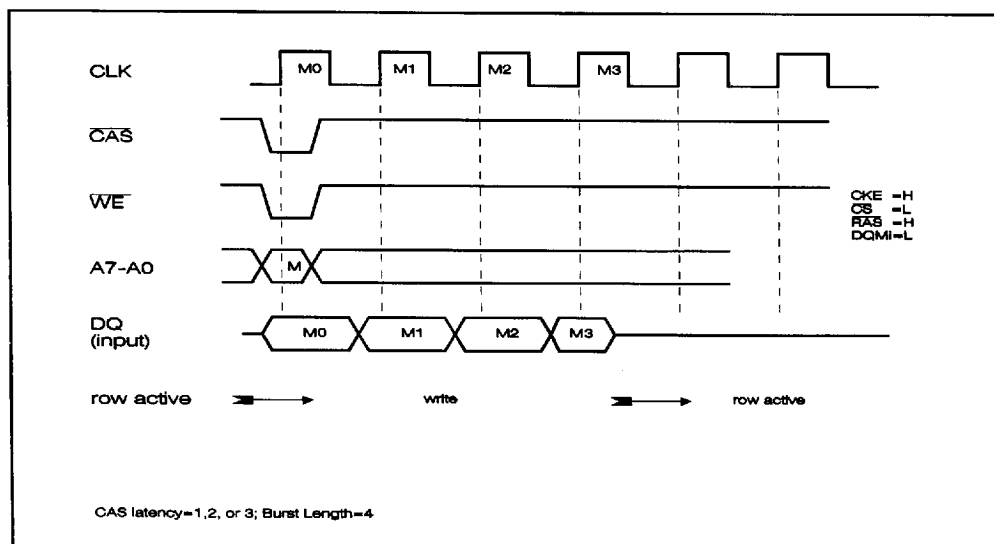 CLK M0 M1 M2 M3
CAS
WE
CKE =H
CS =L
RAS =H
DQMi=L
A7-A0 M
DQ
(input)
M0 M1 M2 M3
row active write row active
CAS latency=1,2, or 3; Burst Length=4